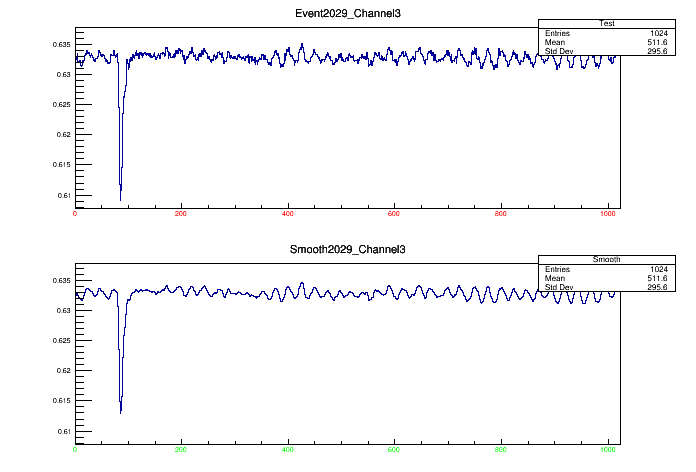 Event2029_Channel3
Test
Entries 1024
Mean 511.6
Std Dev 295.6
0.635
0.63
0.625
0.62
0.615
0.61
0 200 400 600 800 1000
Smooth2029_Channel3
Smooth
Entries 1024
Mean 511.6
Std Dev 295.6
0.635
0.63
0.625
0.62
0.615
0.61
0 200 400 600 800 1000